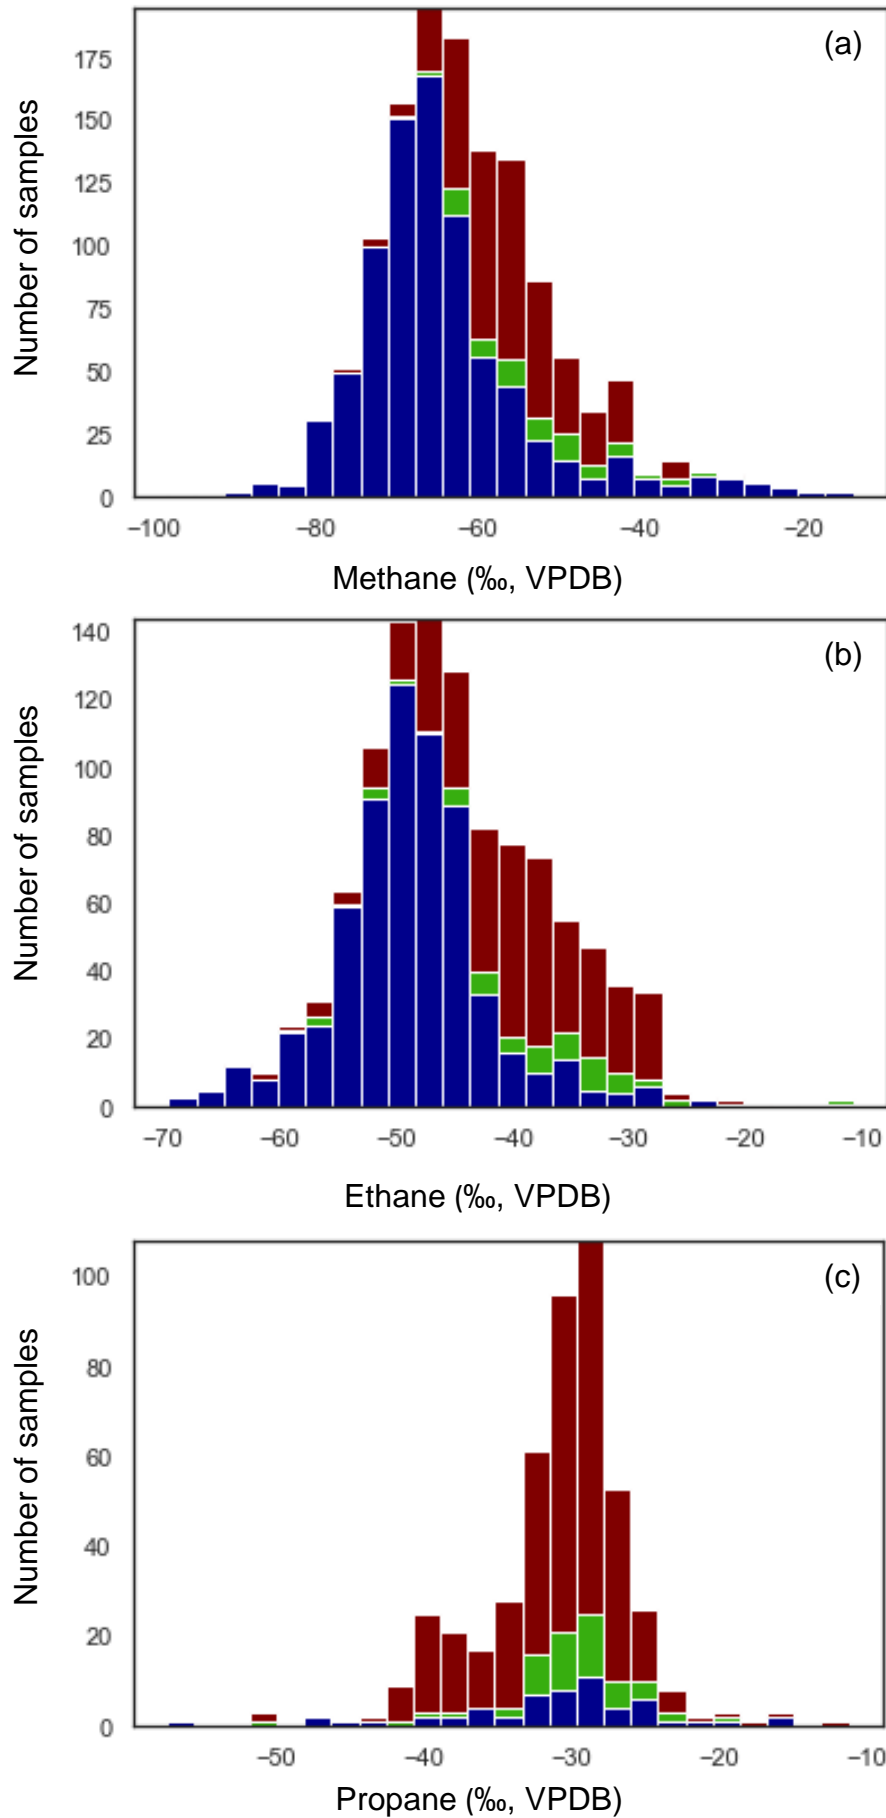 (a)
175
150
125
100
75
50
25
0
Number of samples
−100 −80 −60 −40 −20
Methane (‰, VPDB)
(b)
140
120
100
80
60
40
20
0
Number of samples
−70 −60 −50 −40 −30 −20 −10
Ethane (‰, VPDB)
(c)
100
80
60
40
20
0
Number of samples
−50 −40 −30 −20 −10
Propane (‰, VPDB)